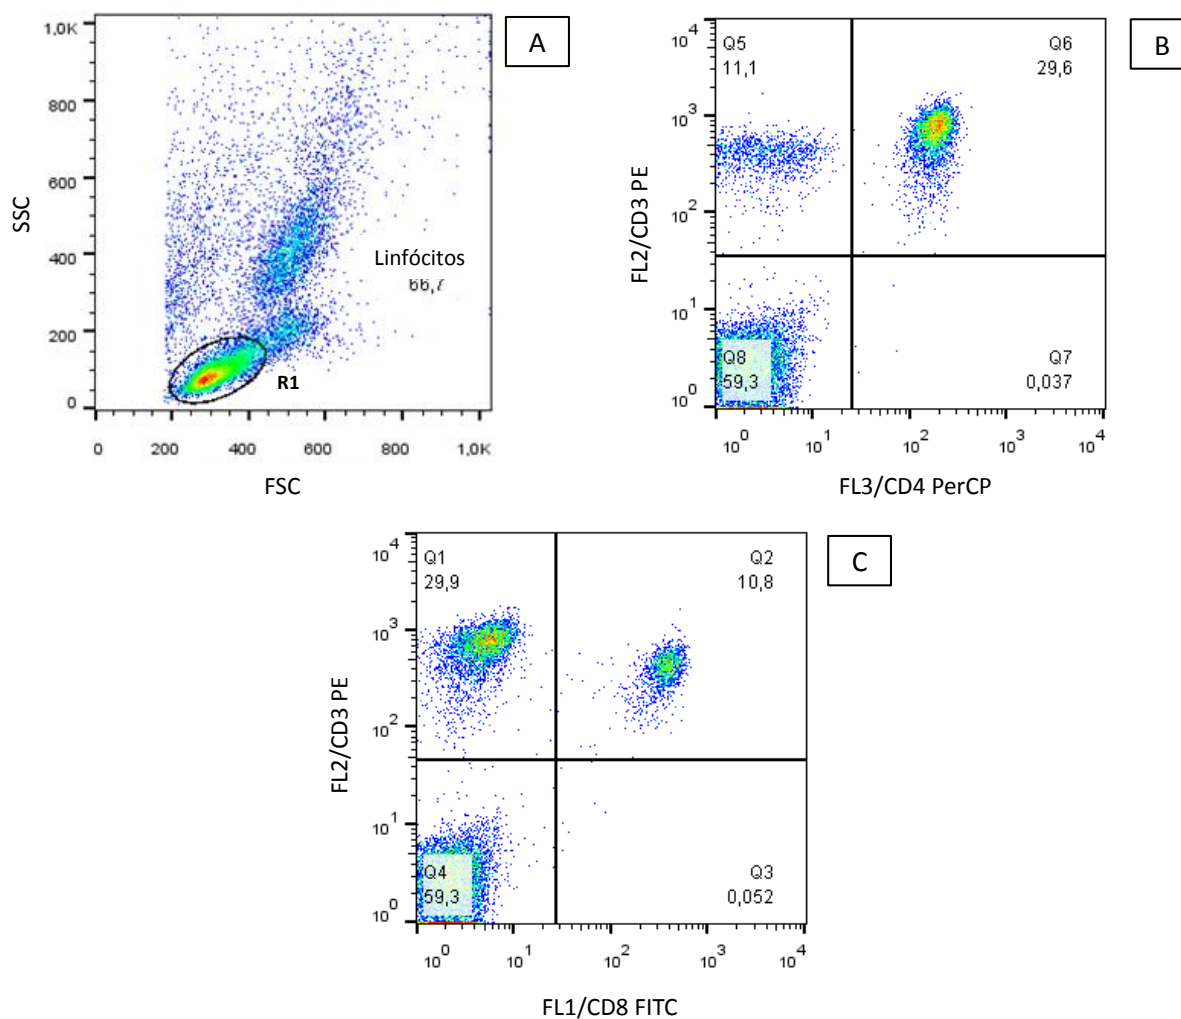 A
1,0K
800
600
400
200
0
SSC
Linfócitos
66,7
R1
0 200 400 600 800 1,0K
FSC
B
10^4
10^3
10^2
10^1
10^0
FL2/CD3 PE
Q5
11,1
Q6
29,6
Q8
59,3
Q7
0,037
10^0 10^1 10^2 10^3 10^4
FL3/CD4 PerCP
C
10^4
10^3
10^2
10^1
10^0
FL2/CD3 PE
Q1
29,9
Q2
10,8
Q4
59,3
Q3
0,052
10^0 10^1 10^2 10^3 10^4
FL1/CD8 FITC